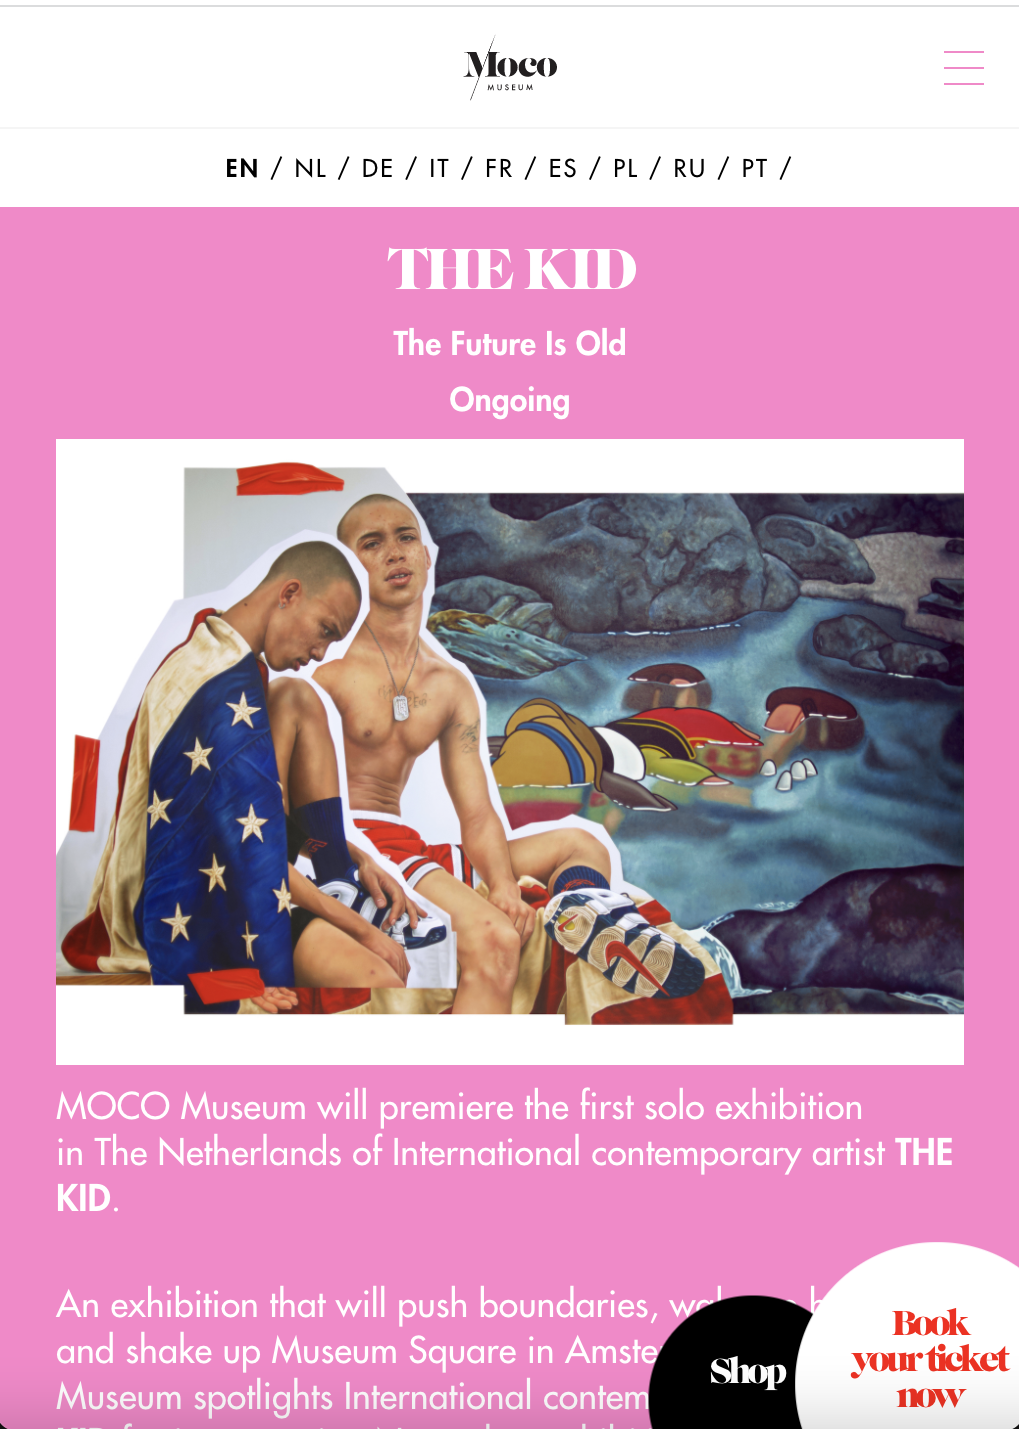 Moco
MUSEUM
EN / NL / DE / IT / FR / ES / PL / RU / PT /
THE KID
The Future Is Old
Ongoing
MOCO Museum will premiere the first solo exhibition
in The Netherlands of International contemporary artist THE
KID.
An exhibition that will push boundaries,
and shake up Museum Square in
Museum spotlights International
Shop
Book
your ticket
now